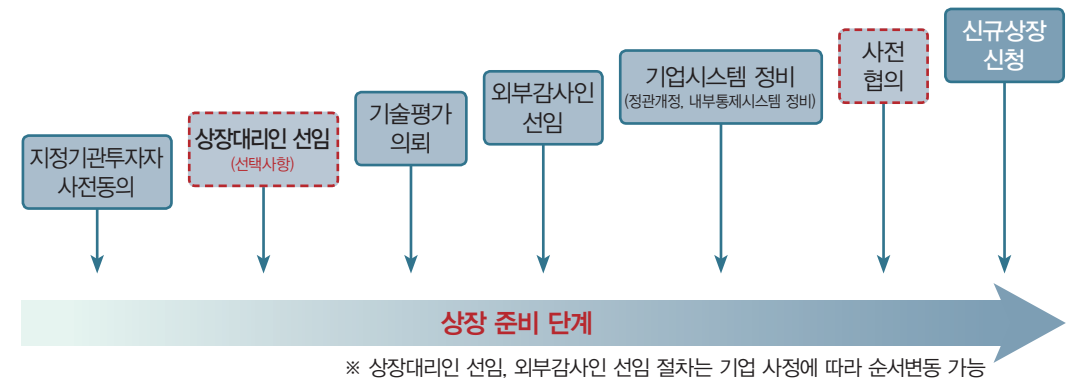 지정기관투자자
사전동의
상장대리인 선임
(선택사항)
기술평가
의뢰
외부감사인
선임
기업시스템 정비
(정관개정, 내부통제시스템 정비)
사전
협의
신규상장
신청
상장 준비 단계
※ 상장대리인 선임, 외부감사인 선임 절차는 기업 사정에 따라 순서변동 가능